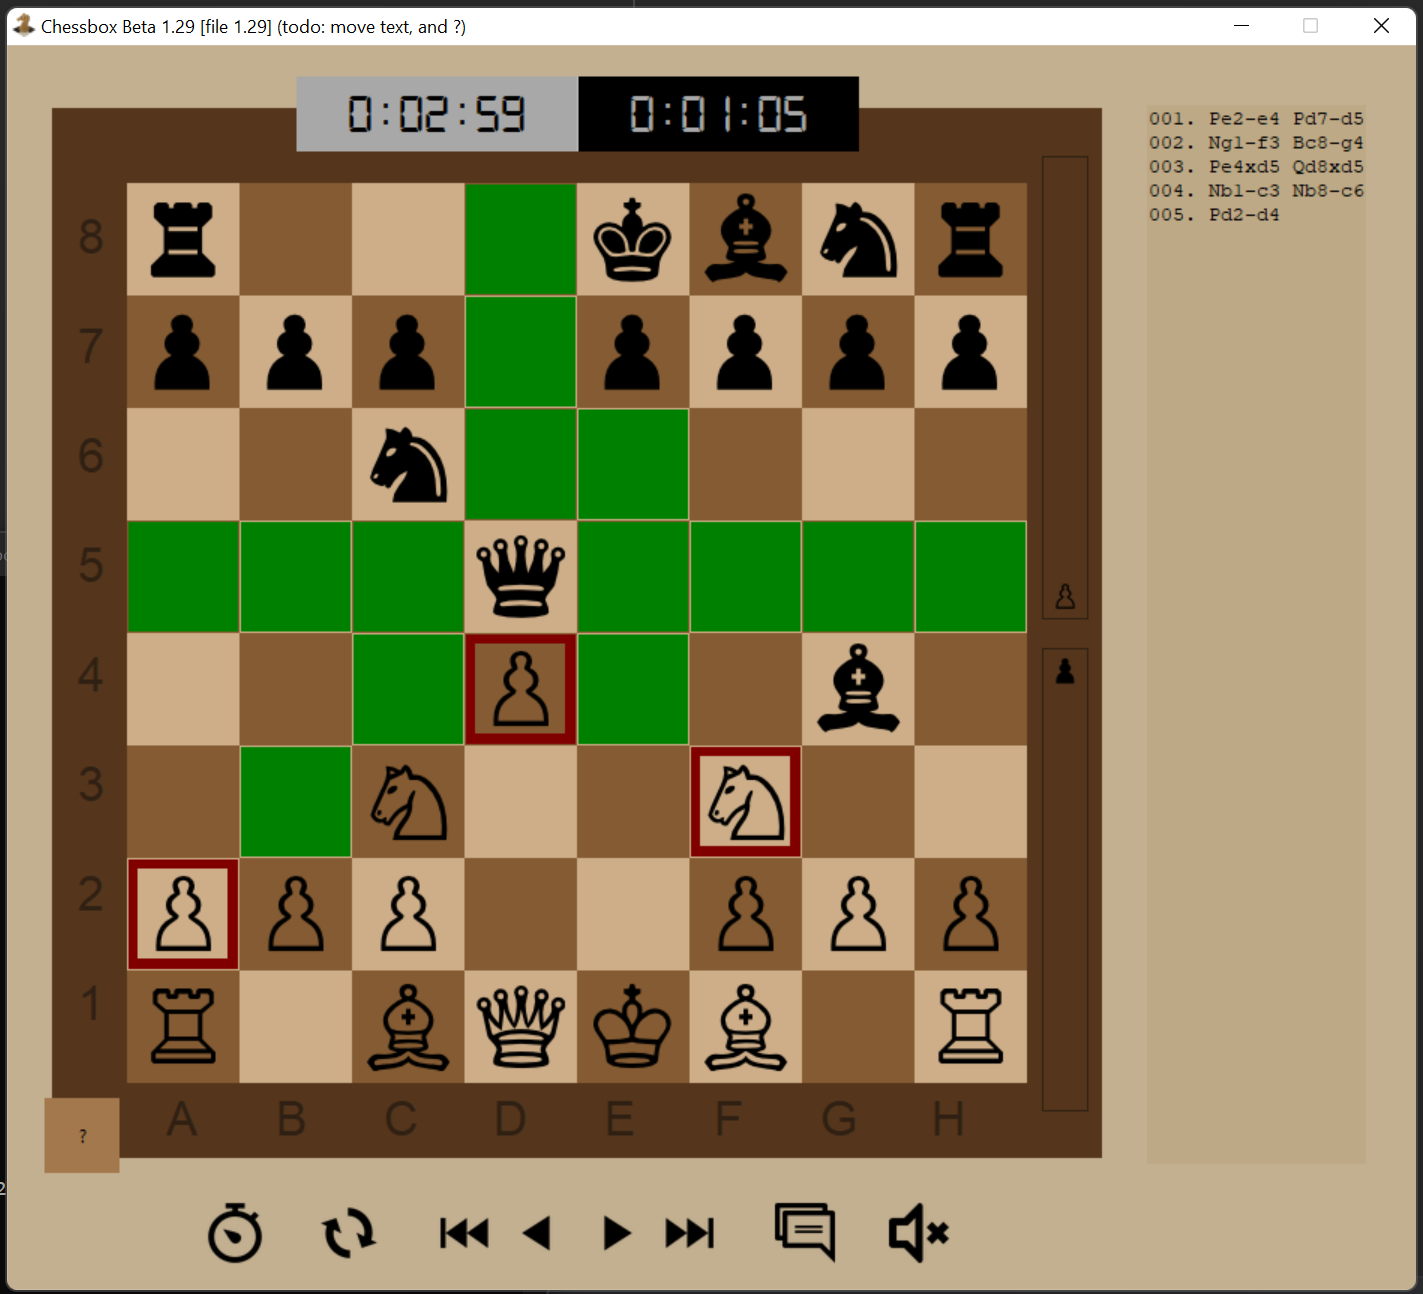 Chessbox Beta 1.29 [file 1.29] (todo: move text, and ?)
0:02:59 0:01:05
001. Pe2-e4 Pd7-d5
002. Ng1-f3 Bc8-g4
003. Pe4xd5 Qd8xd5
004. Nb1-c3 Nb8-c6
005. Pd2-d4
8
7
6
5
4
3
2
1
A B C D E F G H
?